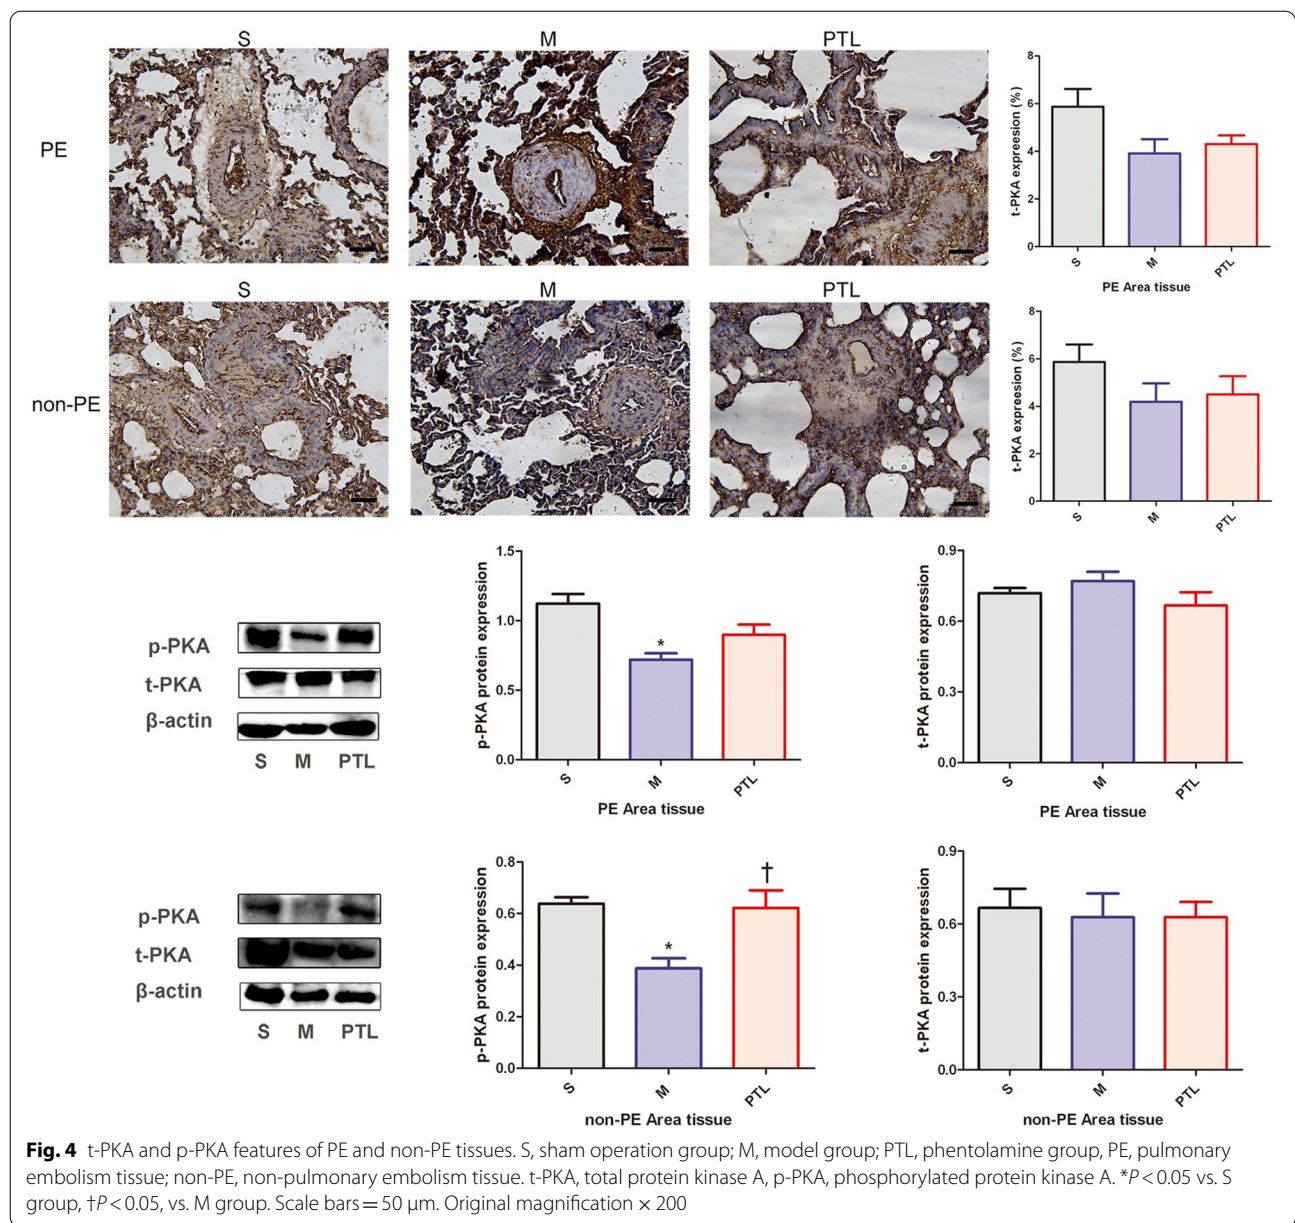 S
M
PTL
PE
t-PKA expreesion (%)
8
6
4
2
0
S
M
PTL
PE Area tissue
S
M
PTL
non-PE
t-PKA expreesion (%)
8
6
4
2
0
S
M
PTL
PE Area tissue
p-PKA
t-PKA
β-actin
S M PTL
p-PKA protein expression
1.5
1.0
0.5
0.0
S
M
PTL
*
PE Area tissue
t-PKA protein expression
0.9
0.6
0.3
0.0
S
M
PTL
PE Area tissue
p-PKA
t-PKA
β-actin
S M PTL
p-PKA protein expression
0.8
0.6
0.4
0.2
0.0
S
M
PTL
*
†
non-PE Area tissue
t-PKA protein expression
0.9
0.6
0.3
0.0
S
M
PTL
non-PE Area tissue
Fig. 4 t-PKA and p-PKA features of PE and non-PE tissues. S, sham operation group; M, model group; PTL, phentolamine group, PE, pulmonary
embolism tissue; non-PE, non-pulmonary embolism tissue. t-PKA, total protein kinase A, p-PKA, phosphorylated protein kinase A. *P < 0.05 vs. S
group, †P < 0.05, vs. M group. Scale bars = 50 μm. Original magnification × 200